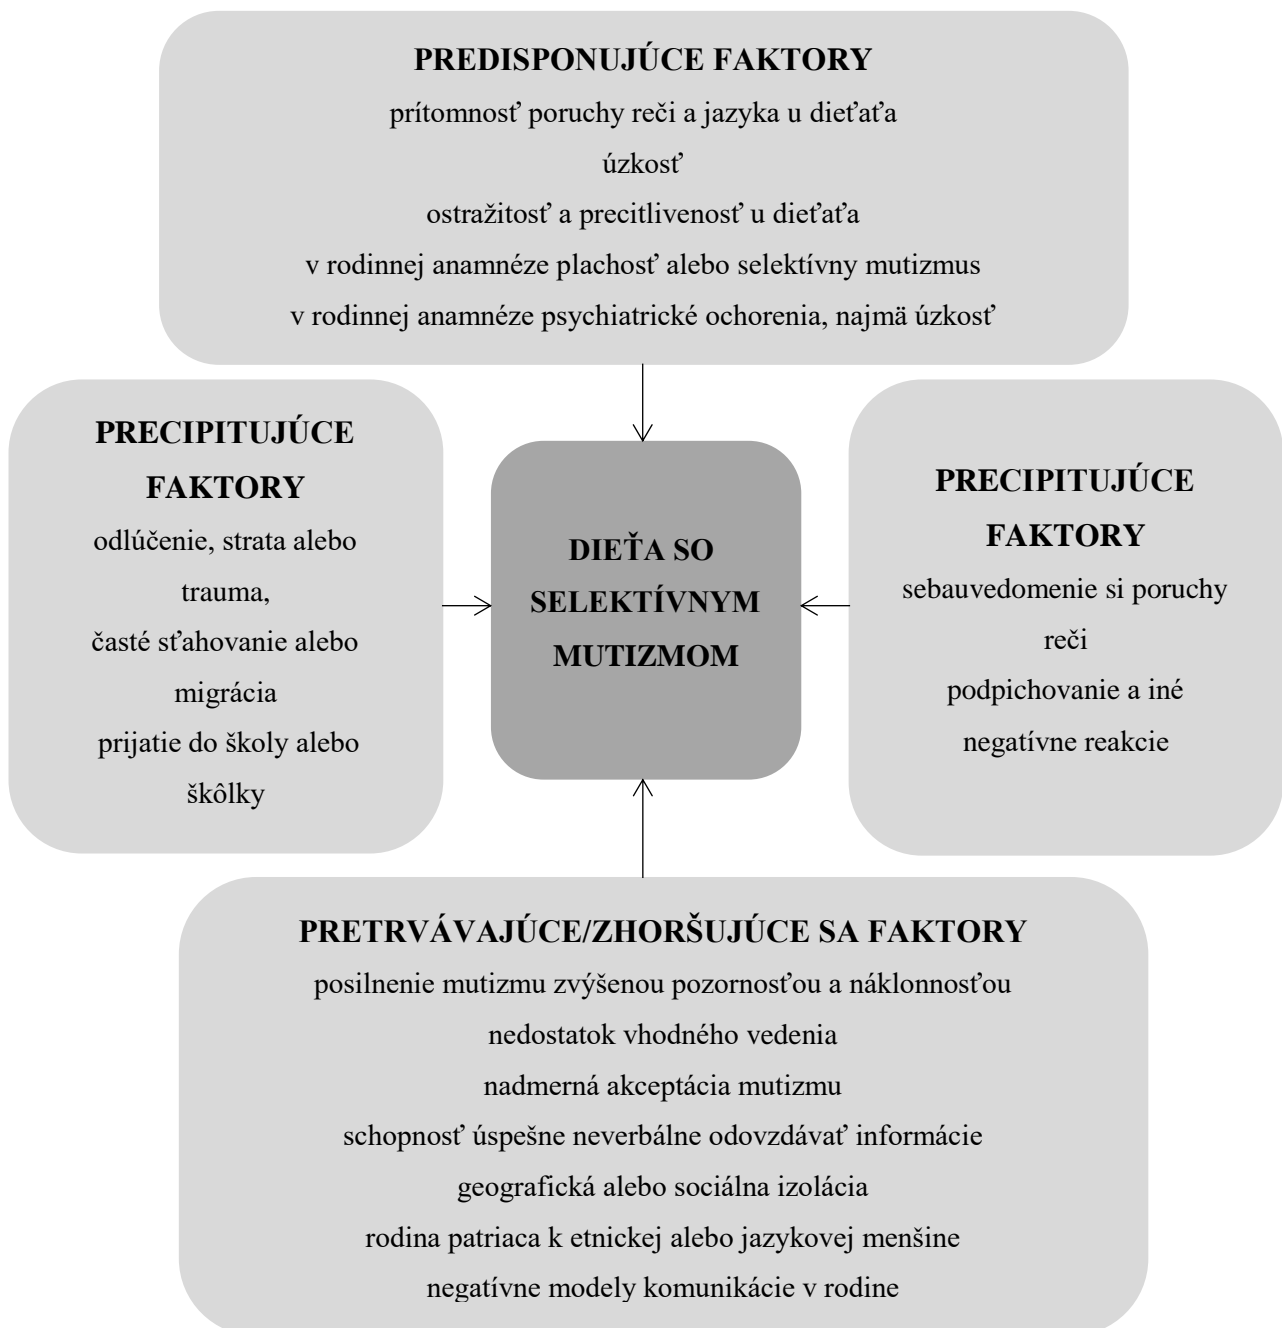 PREDISPONUJÚCE FAKTORY
prítomnosť poruchy reči a jazyka u dieťaťa
úzkosť
ostražitosť a precitlivenosť u dieťaťa
v rodinnej anamnéze plachosť alebo selektívny mutizmus
v rodinnej anamnéze psychiatrické ochorenia, najmä úzkosť
PRECIPITUJÚCE
FAKTORY
odlúčenie, strata alebo
trauma,
časté sťahovanie alebo
migrácia
prijatie do školy alebo
škôlky
DIEŤA SO
SELEKTÍVNYM
MUTIZMOM
PRECIPITUJÚCE
FAKTORY
sebauvedomenie si poruchy
reči
podpichovanie a iné
negatívne reakcie
PRETRVÁVAJÚCE/ZHORŠUJÚCE SA FAKTORY
posilnenie mutizmu zvýšenou pozornosťou a náklonnosťou
nedostatok vhodného vedenia
nadmerná akceptácia mutizmu
schopnosť úspešne neverbálne odovzdávať informácie
geografická alebo sociálna izolácia
rodina patriaca k etnickej alebo jazykovej menšine
negatívne modely komunikácie v rodine